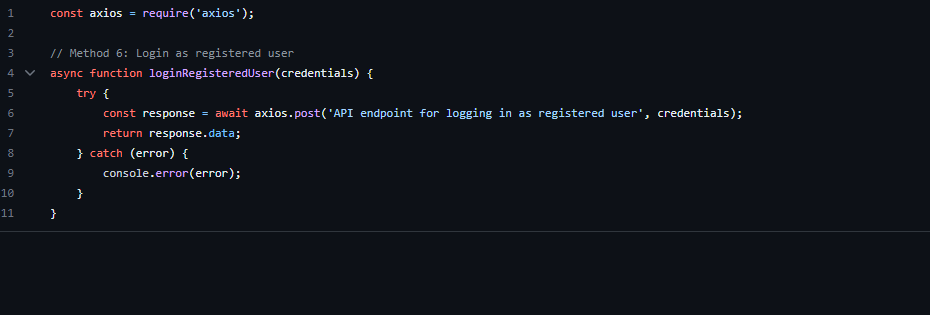 1 const axios = require('axios');
2
3 // Method 6: Login as registered user
4 async function loginRegisteredUser(credentials) {
5 try {
6 const response = await axios.post('API endpoint for logging in as registered user', credentials);
7 return response.data;
8 } catch (error) {
9 console.error(error);
10 }
11 }